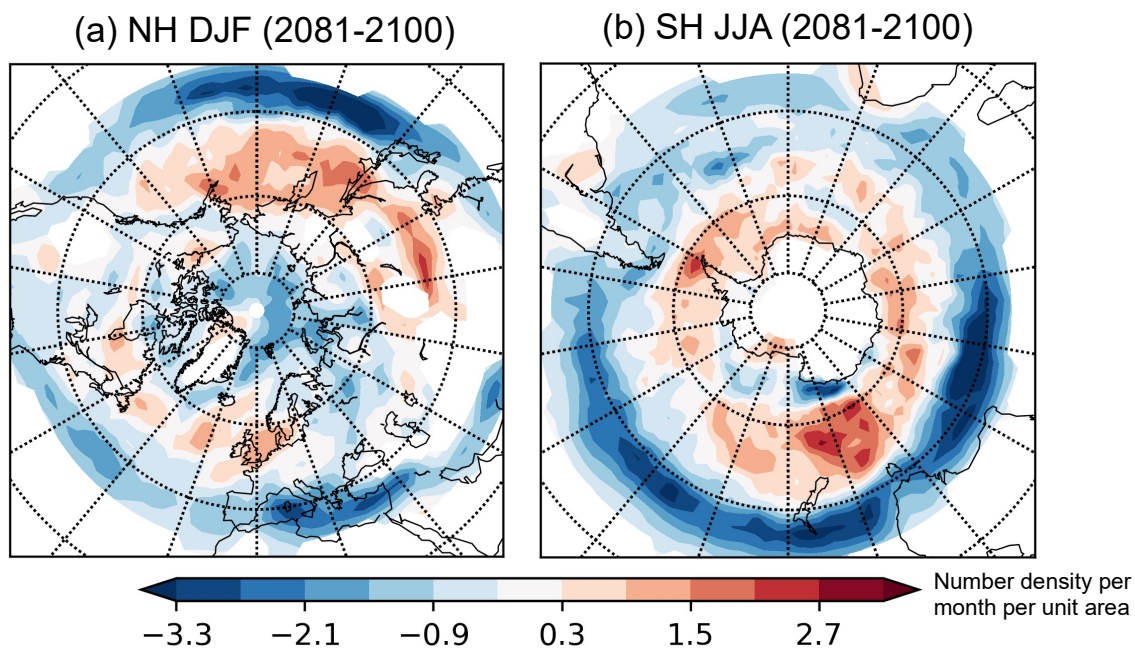 (a) NH DJF (2081-2100)
(b) SH JJA (2081-2100)
Number density per
month per unit area
−3.3 −2.1 −0.9 0.3 1.5 2.7